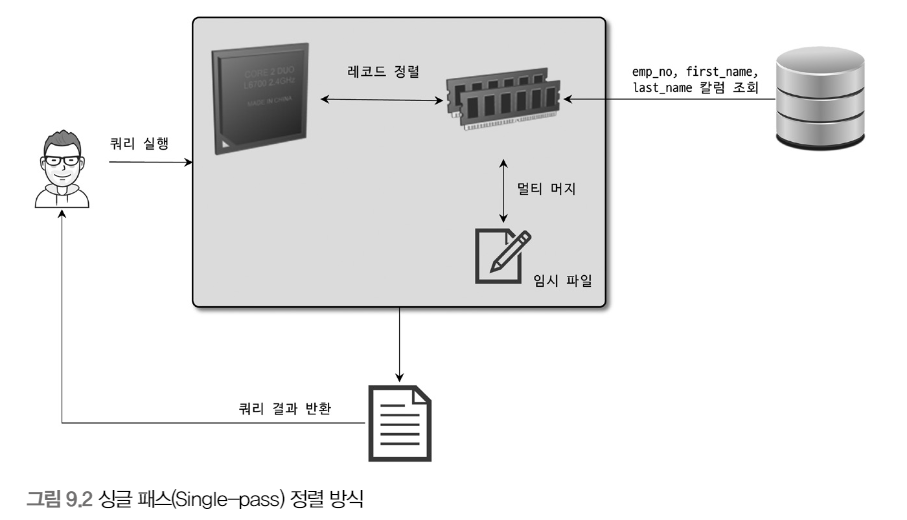 CORE 2 DUO
L9700 2.4GHz
MADE IN CHINA
레코드 정렬
emp_no, first_name,
last_name 칼럼 조회
쿼리 실행
멀티 머지
임시 파일
쿼리 결과 반환
그림 9.2 싱글 패스(Single-pass) 정렬 방식